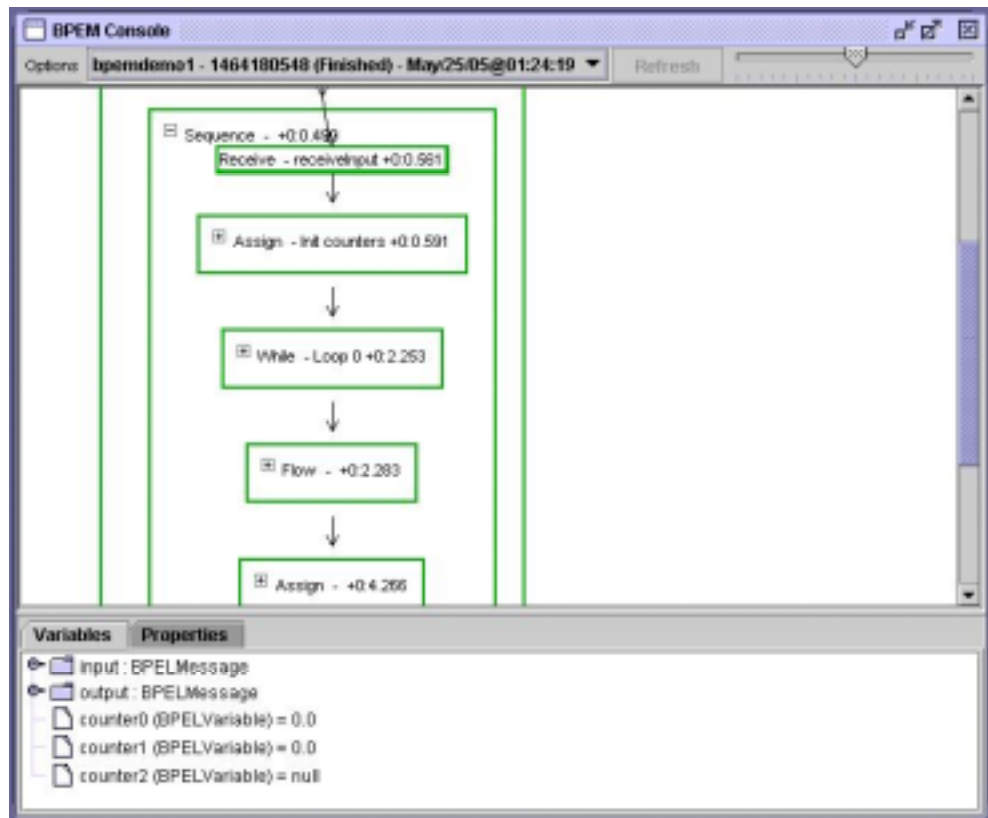 BPEM Console
Options bpemdemo1 - 1464180548 (Finished) - May/25/05@01:24:19 Refresh
Sequence - +0:0.499
Receive - receiveInput +0:0.561
Assign - Init counters +0:0.591
While - Loop 0 +0:2.253
Flow - +0:2.283
Assign - +0:4.266
Variables Properties
input : BPELMessage
output : BPELMessage
counter0 (BPELVariable) = 0.0
counter1 (BPELVariable) = 0.0
counter2 (BPELVariable) = null